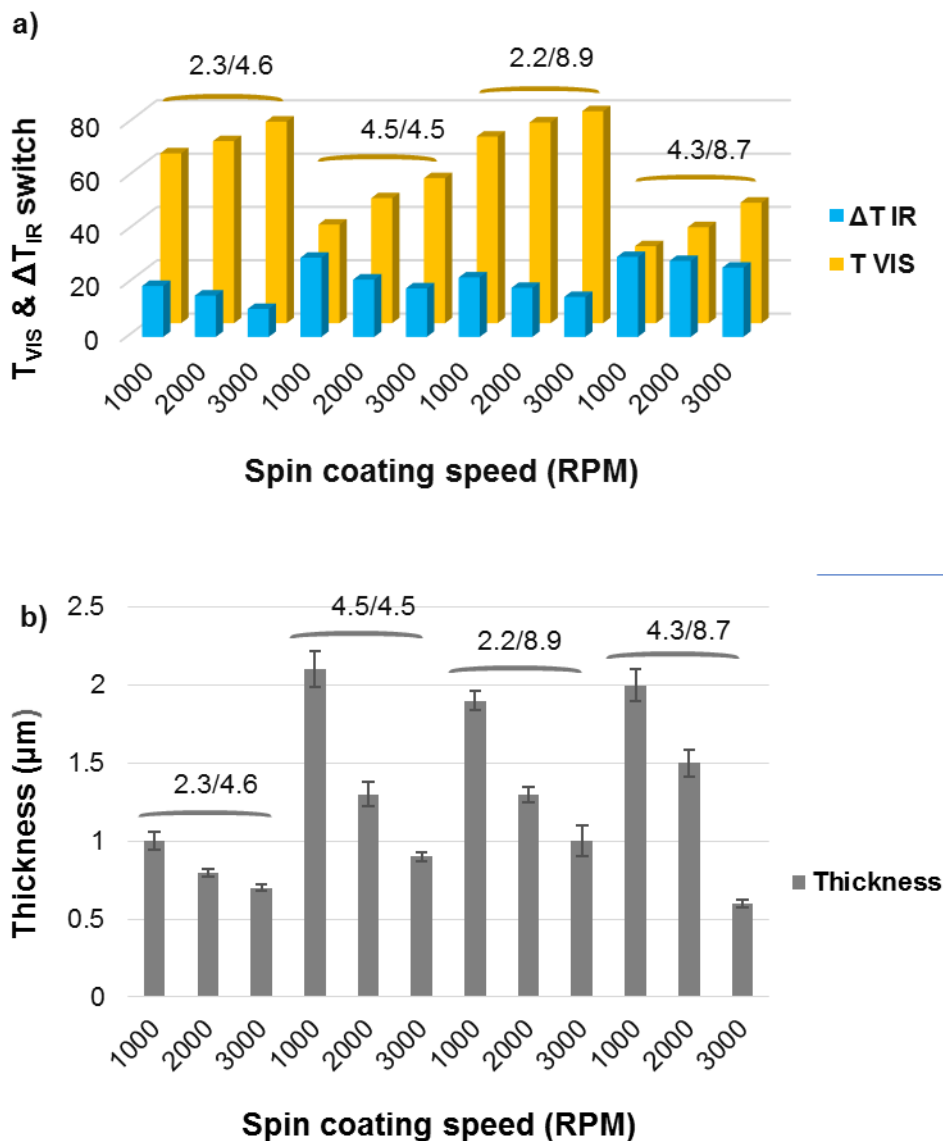 a)
2.3/4.6
2.2/8.9
4.5/4.5
4.3/8.7
80
60
40
20
0
T_VIS & ΔT_IR switch
ΔT IR
T VIS
1000 2000 3000 1000 2000 3000 1000 2000 3000 1000 2000 3000
Spin coating speed (RPM)
b)
4.5/4.5
2.2/8.9
4.3/8.7
2.3/4.6
2.5
2
1.5
1
0.5
0
Thickness (µm)
Thickness
1000 2000 3000 1000 2000 3000 1000 2000 3000 1000 2000 3000
Spin coating speed (RPM)